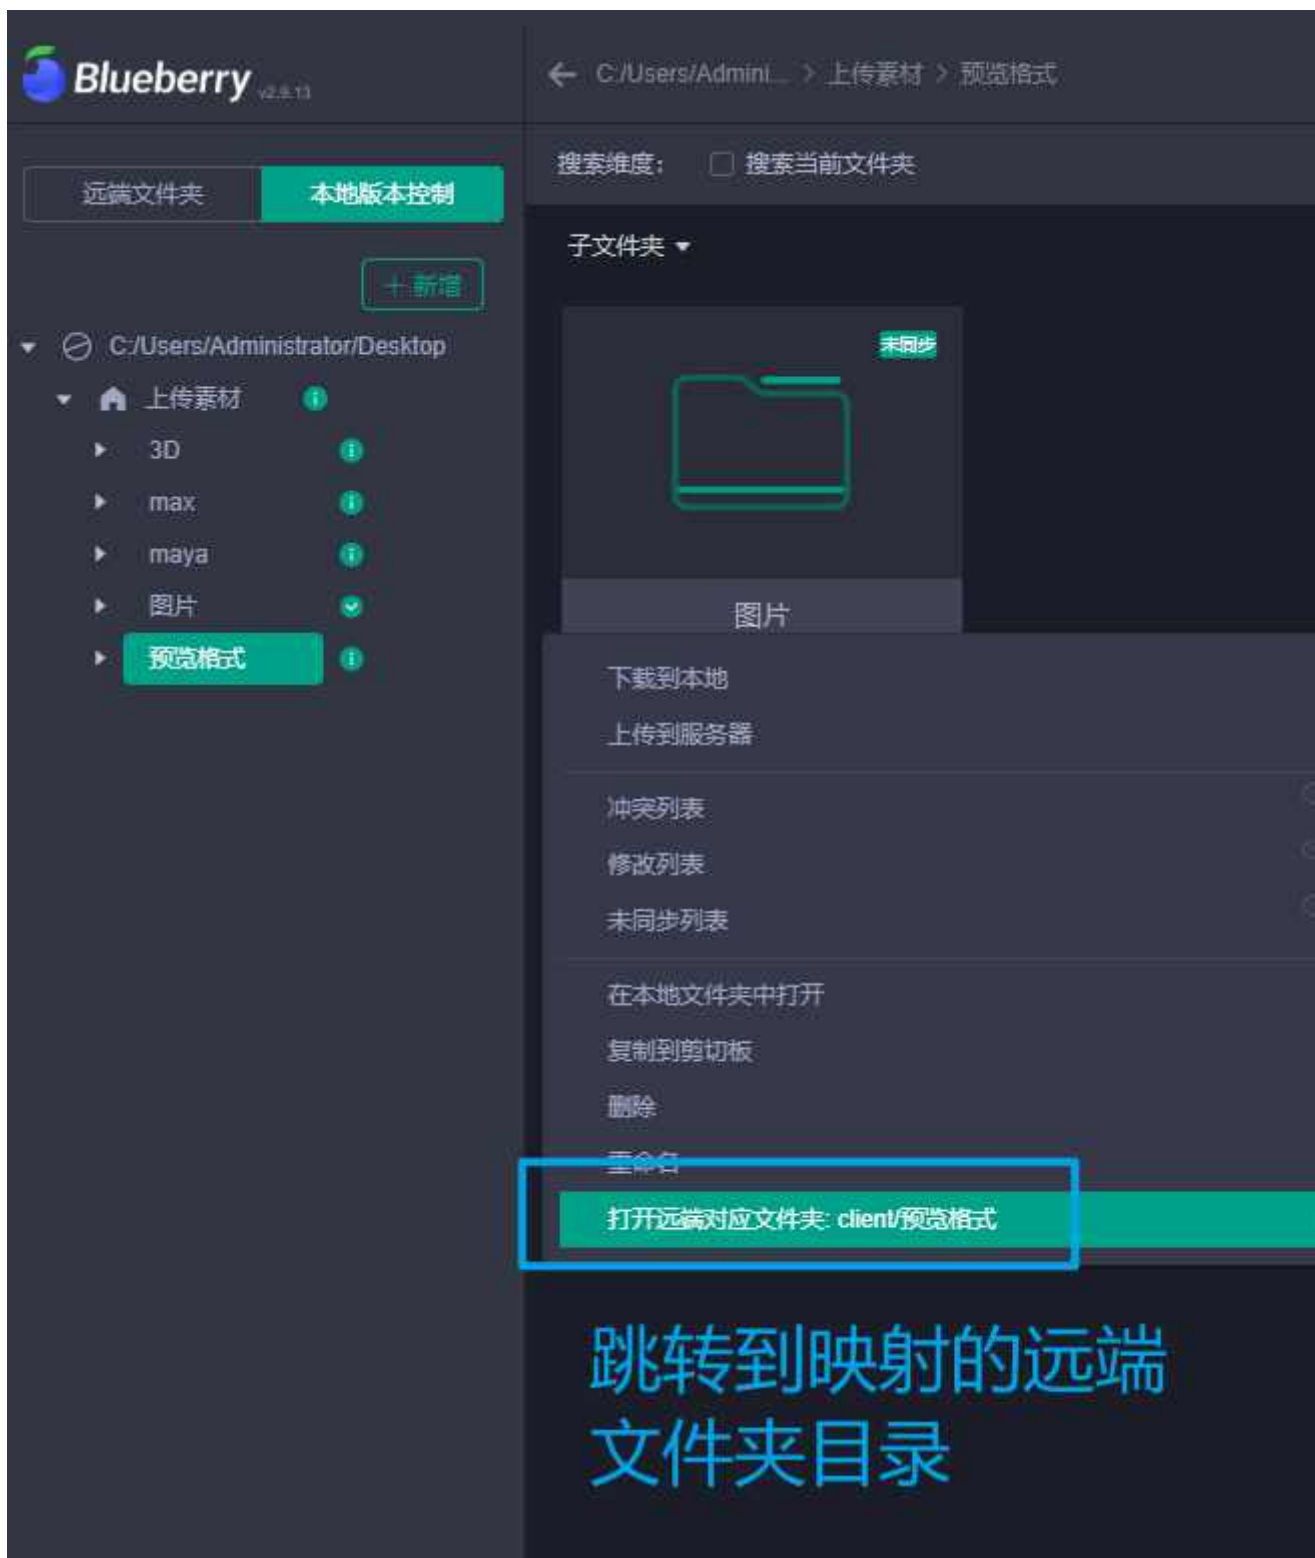 Blueberry v2.9.13
C:/Users/Admini... > 上传素材 > 预览格式
远端文件夹
本地版本控制
搜索维度:
搜索当前文件夹
子文件夹
+ 新增
C:/Users/Administrator/Desktop
上传素材
3D
max
maya
图片
预览格式
未同步
图片
下载到本地
上传到服务器
冲突列表
修改列表
未同步列表
在本地文件夹中打开
复制到剪切板
删除
重命名
打开远端对应文件夹: client/预览格式
跳转到映射的远端
文件夹目录